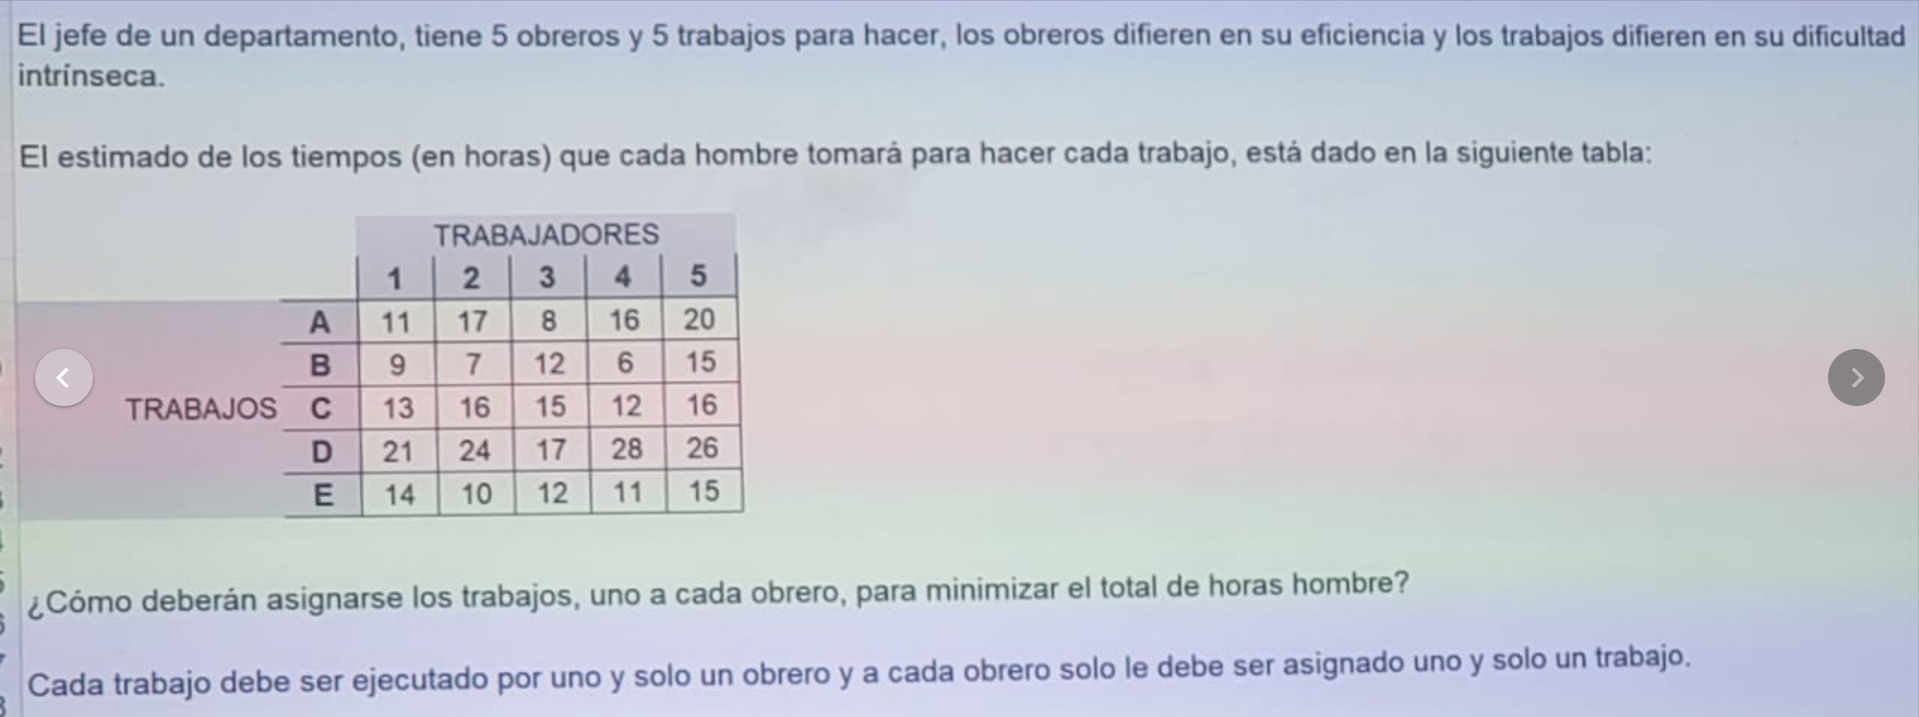 El jefe de un departamento, tiene 5 obreros y 5 trabajos para hacer, los obreros difieren en su eficiencia y los trabajos difieren en su dificultad
intrínseca.
El estimado de los tiempos (en horas) que cada hombre tomará para hacer cada trabajo, está dado en la siguiente tabla:
TRABAJADORES
1 2 3 4 5
A 11 17 8 16 20
B 9 7 12 6 15
TRABAJOS C 13 16 15 12 16
D 21 24 17 28 26
E 14 10 12 11 15
¿Cómo deberán asignarse los trabajos, uno a cada obrero, para minimizar el total de horas hombre?
Cada trabajo debe ser ejecutado por uno y solo un obrero y a cada obrero solo le debe ser asignado uno y solo un trabajo.